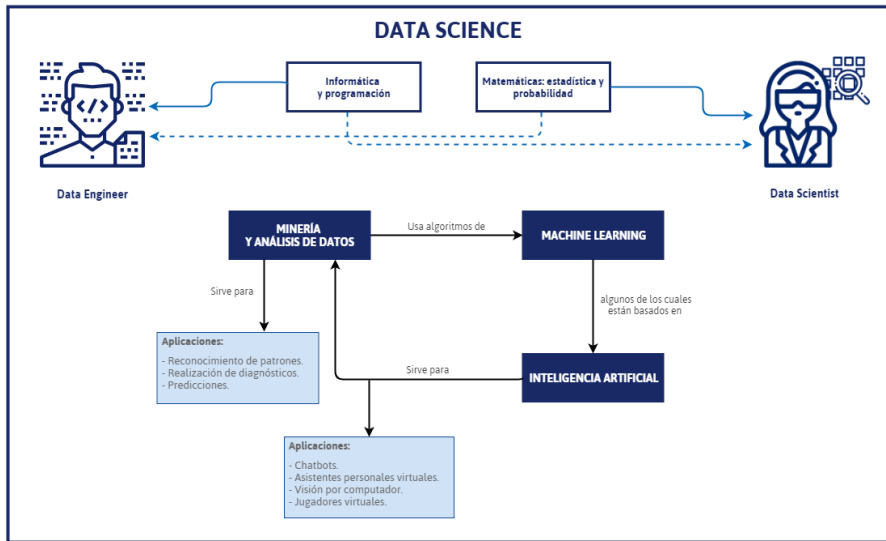 DATA SCIENCE
Informática
y programación
Matemáticas: estadística y
probabilidad
Data Engineer
Data Scientist
MINERÍA
Y ANÁLISIS DE DATOS
Usa algoritmos de
MACHINE LEARNING
Sirve para
algunos de los cuales
están basados en
Aplicaciones:
- Reconocimiento de patrones.
- Realización de diagnósticos.
- Predicciones.
Sirve para
INTELIGENCIA ARTIFICIAL
Aplicaciones:
- Chatbots.
- Asistentes personales virtuales.
- Visión por computador.
- Jugadores virtuales.